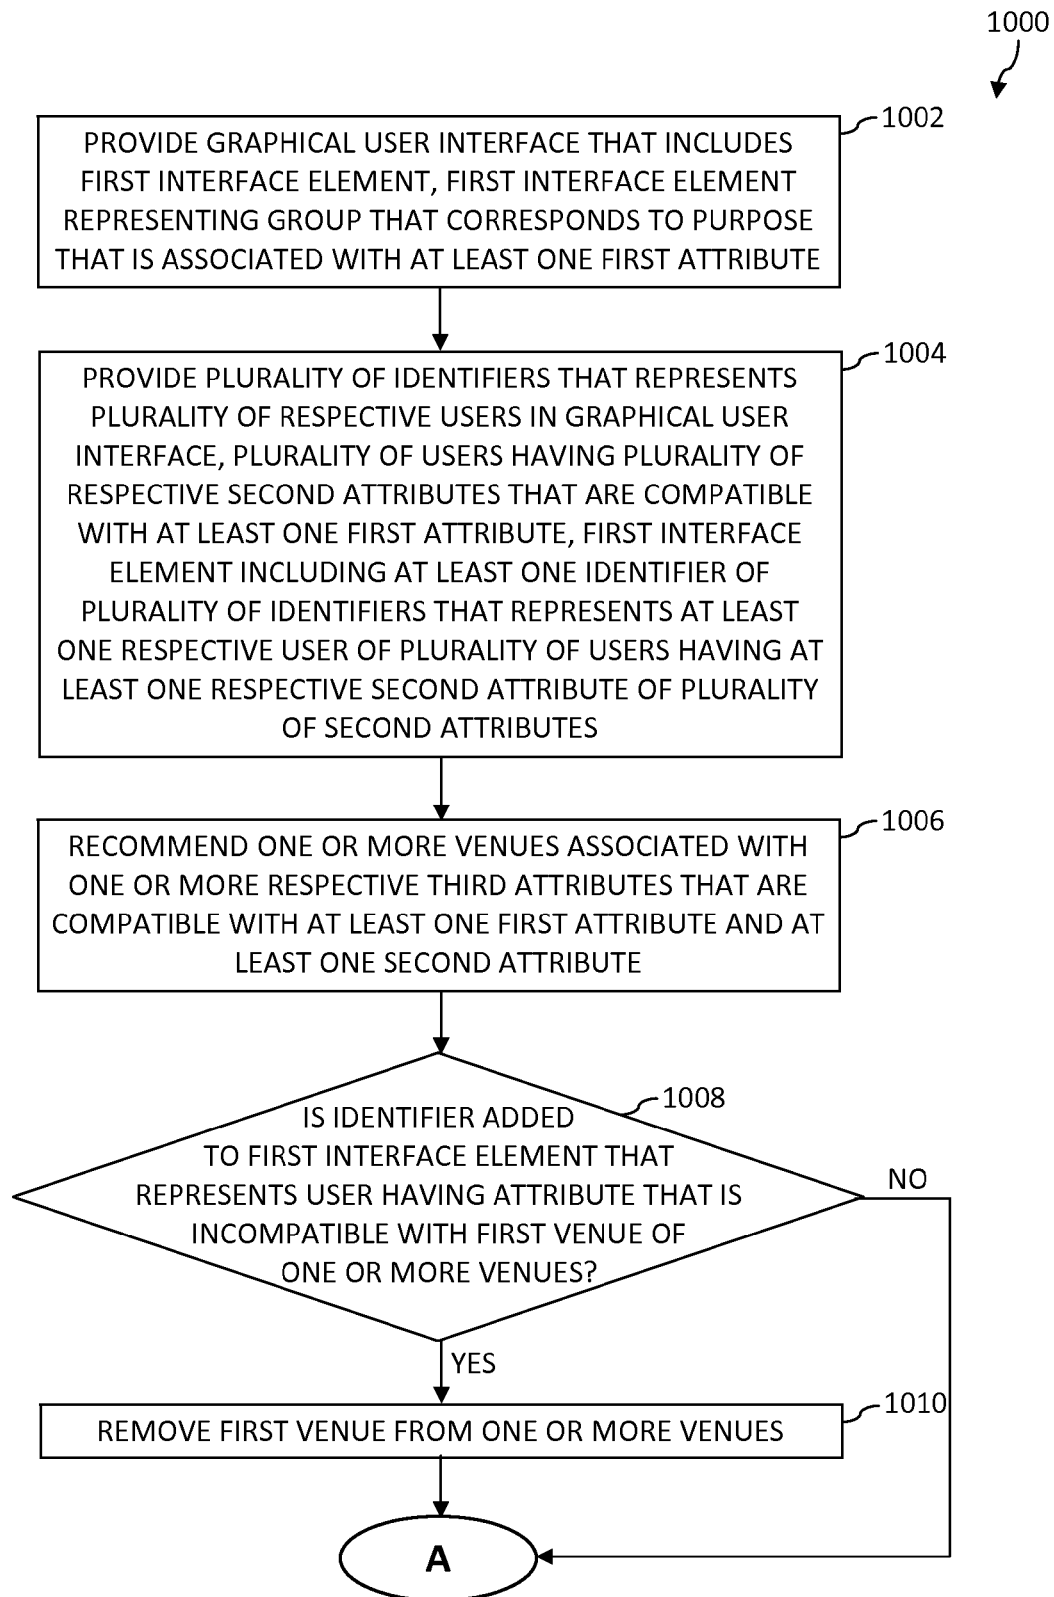 1000
1002
PROVIDE GRAPHICAL USER INTERFACE THAT INCLUDES
FIRST INTERFACE ELEMENT, FIRST INTERFACE ELEMENT
REPRESENTING GROUP THAT CORRESPONDS TO PURPOSE
THAT IS ASSOCIATED WITH AT LEAST ONE FIRST ATTRIBUTE
1004
PROVIDE PLURALITY OF IDENTIFIERS THAT REPRESENTS
PLURALITY OF RESPECTIVE USERS IN GRAPHICAL USER
INTERFACE, PLURALITY OF USERS HAVING PLURALITY OF
RESPECTIVE SECOND ATTRIBUTES THAT ARE COMPATIBLE
WITH AT LEAST ONE FIRST ATTRIBUTE, FIRST INTERFACE
ELEMENT INCLUDING AT LEAST ONE IDENTIFIER OF
PLURALITY OF IDENTIFIERS THAT REPRESENTS AT LEAST
ONE RESPECTIVE USER OF PLURALITY OF USERS HAVING AT
LEAST ONE RESPECTIVE SECOND ATTRIBUTE OF PLURALITY
OF SECOND ATTRIBUTES
1006
RECOMMEND ONE OR MORE VENUES ASSOCIATED WITH
ONE OR MORE RESPECTIVE THIRD ATTRIBUTES THAT ARE
COMPATIBLE WITH AT LEAST ONE FIRST ATTRIBUTE AND AT
LEAST ONE SECOND ATTRIBUTE
1008
IS IDENTIFIER ADDED
TO FIRST INTERFACE ELEMENT THAT
REPRESENTS USER HAVING ATTRIBUTE THAT IS
INCOMPATIBLE WITH FIRST VENUE OF
ONE OR MORE VENUES?
NO
YES
1010
REMOVE FIRST VENUE FROM ONE OR MORE VENUES
A